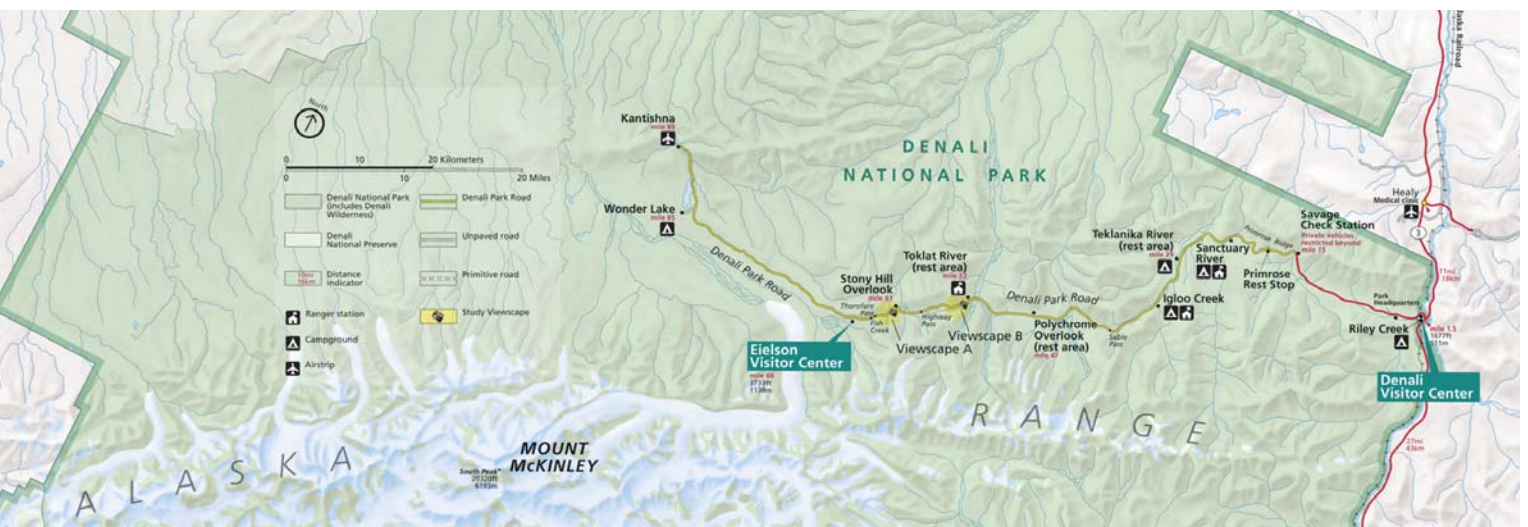 North
0 10 20 Kilometers
0 10 20 Miles
Denali National Park
(includes Denali
Wilderness)
Denali Park Road
Denali
National Preserve
Unpaved road
10mi
16km
Distance
indicator
Primitive road
Ranger station
Study Viewscape
Campground
Airstrip
Kantishna
mile 89
Wonder Lake
mile 85
Denali Park Road
DENALI
NATIONAL PARK
Stony Hill
Overlook
mile 61
Thorofare
Pass
Fish
Creek
Toklat River
(rest area)
mile 53
Highway
Pass
Viewscape A
Viewscape B
Eielson
Visitor Center
mile 66
3733ft
1138m
Denali Park Road
Polychrome
Overlook
(rest area)
mile 47
Sable
Pass
Igloo Creek
Teklanika River
(rest area)
mile 29
Sanctuary
River
Primrose Ridge
Primrose
Rest Stop
Savage
Check Station
Private vehicles
restricted beyond
mile 15
Healy
Medical clinic
3
11mi
18km
Alaska Railroad
Park
Headquarters
Riley Creek
mile 1.5
1677ft
511m
Denali
Visitor Center
27mi
43km
ALASKA RANGE
MOUNT
McKINLEY
South Peak
20320ft
6193m